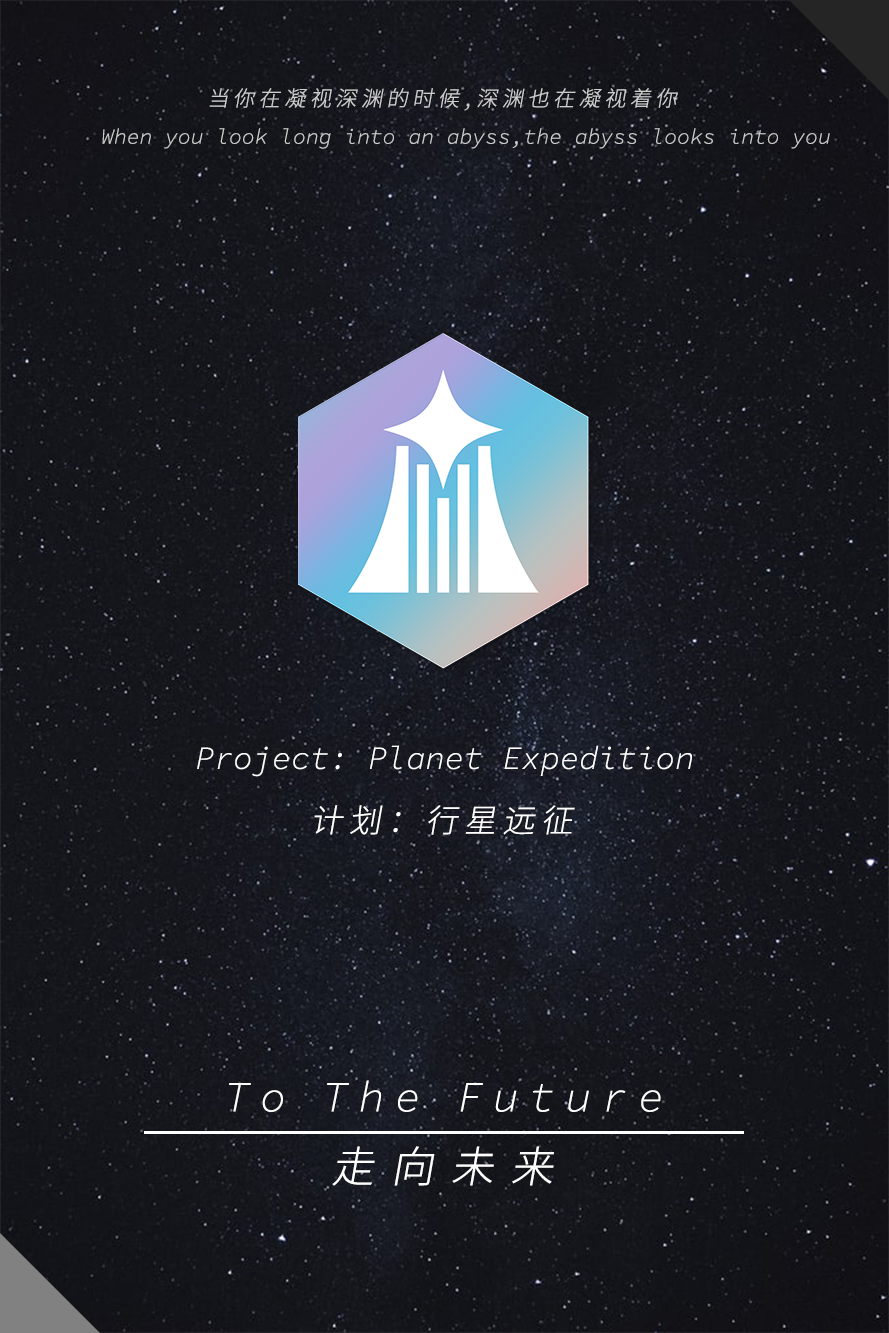 当你在凝视深渊的时候,深渊也在凝视着你
When you look long into an abyss,the abyss looks into you
Project: Planet Expedition
计划：行星远征
To The Future
走向未来